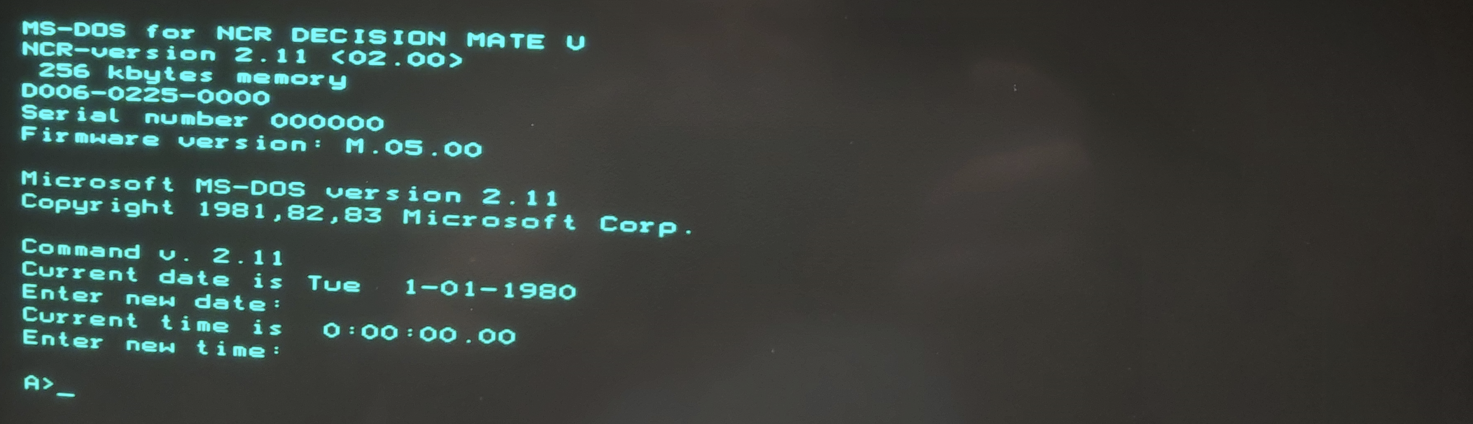 MS-DOS for NCR DECISION MATE V
NCR-version 2.11 <02.00>
256 kbytes memory
D006-0225-0000
Serial number 000000
Firmware version: M.05.00
Microsoft MS-DOS version 2.11
Copyright 1981,82,83 Microsoft Corp.
Command v. 2.11
Current date is Tue  1-01-1980
Enter new date:
Current time is  0:00:00.00
Enter new time:
A>_